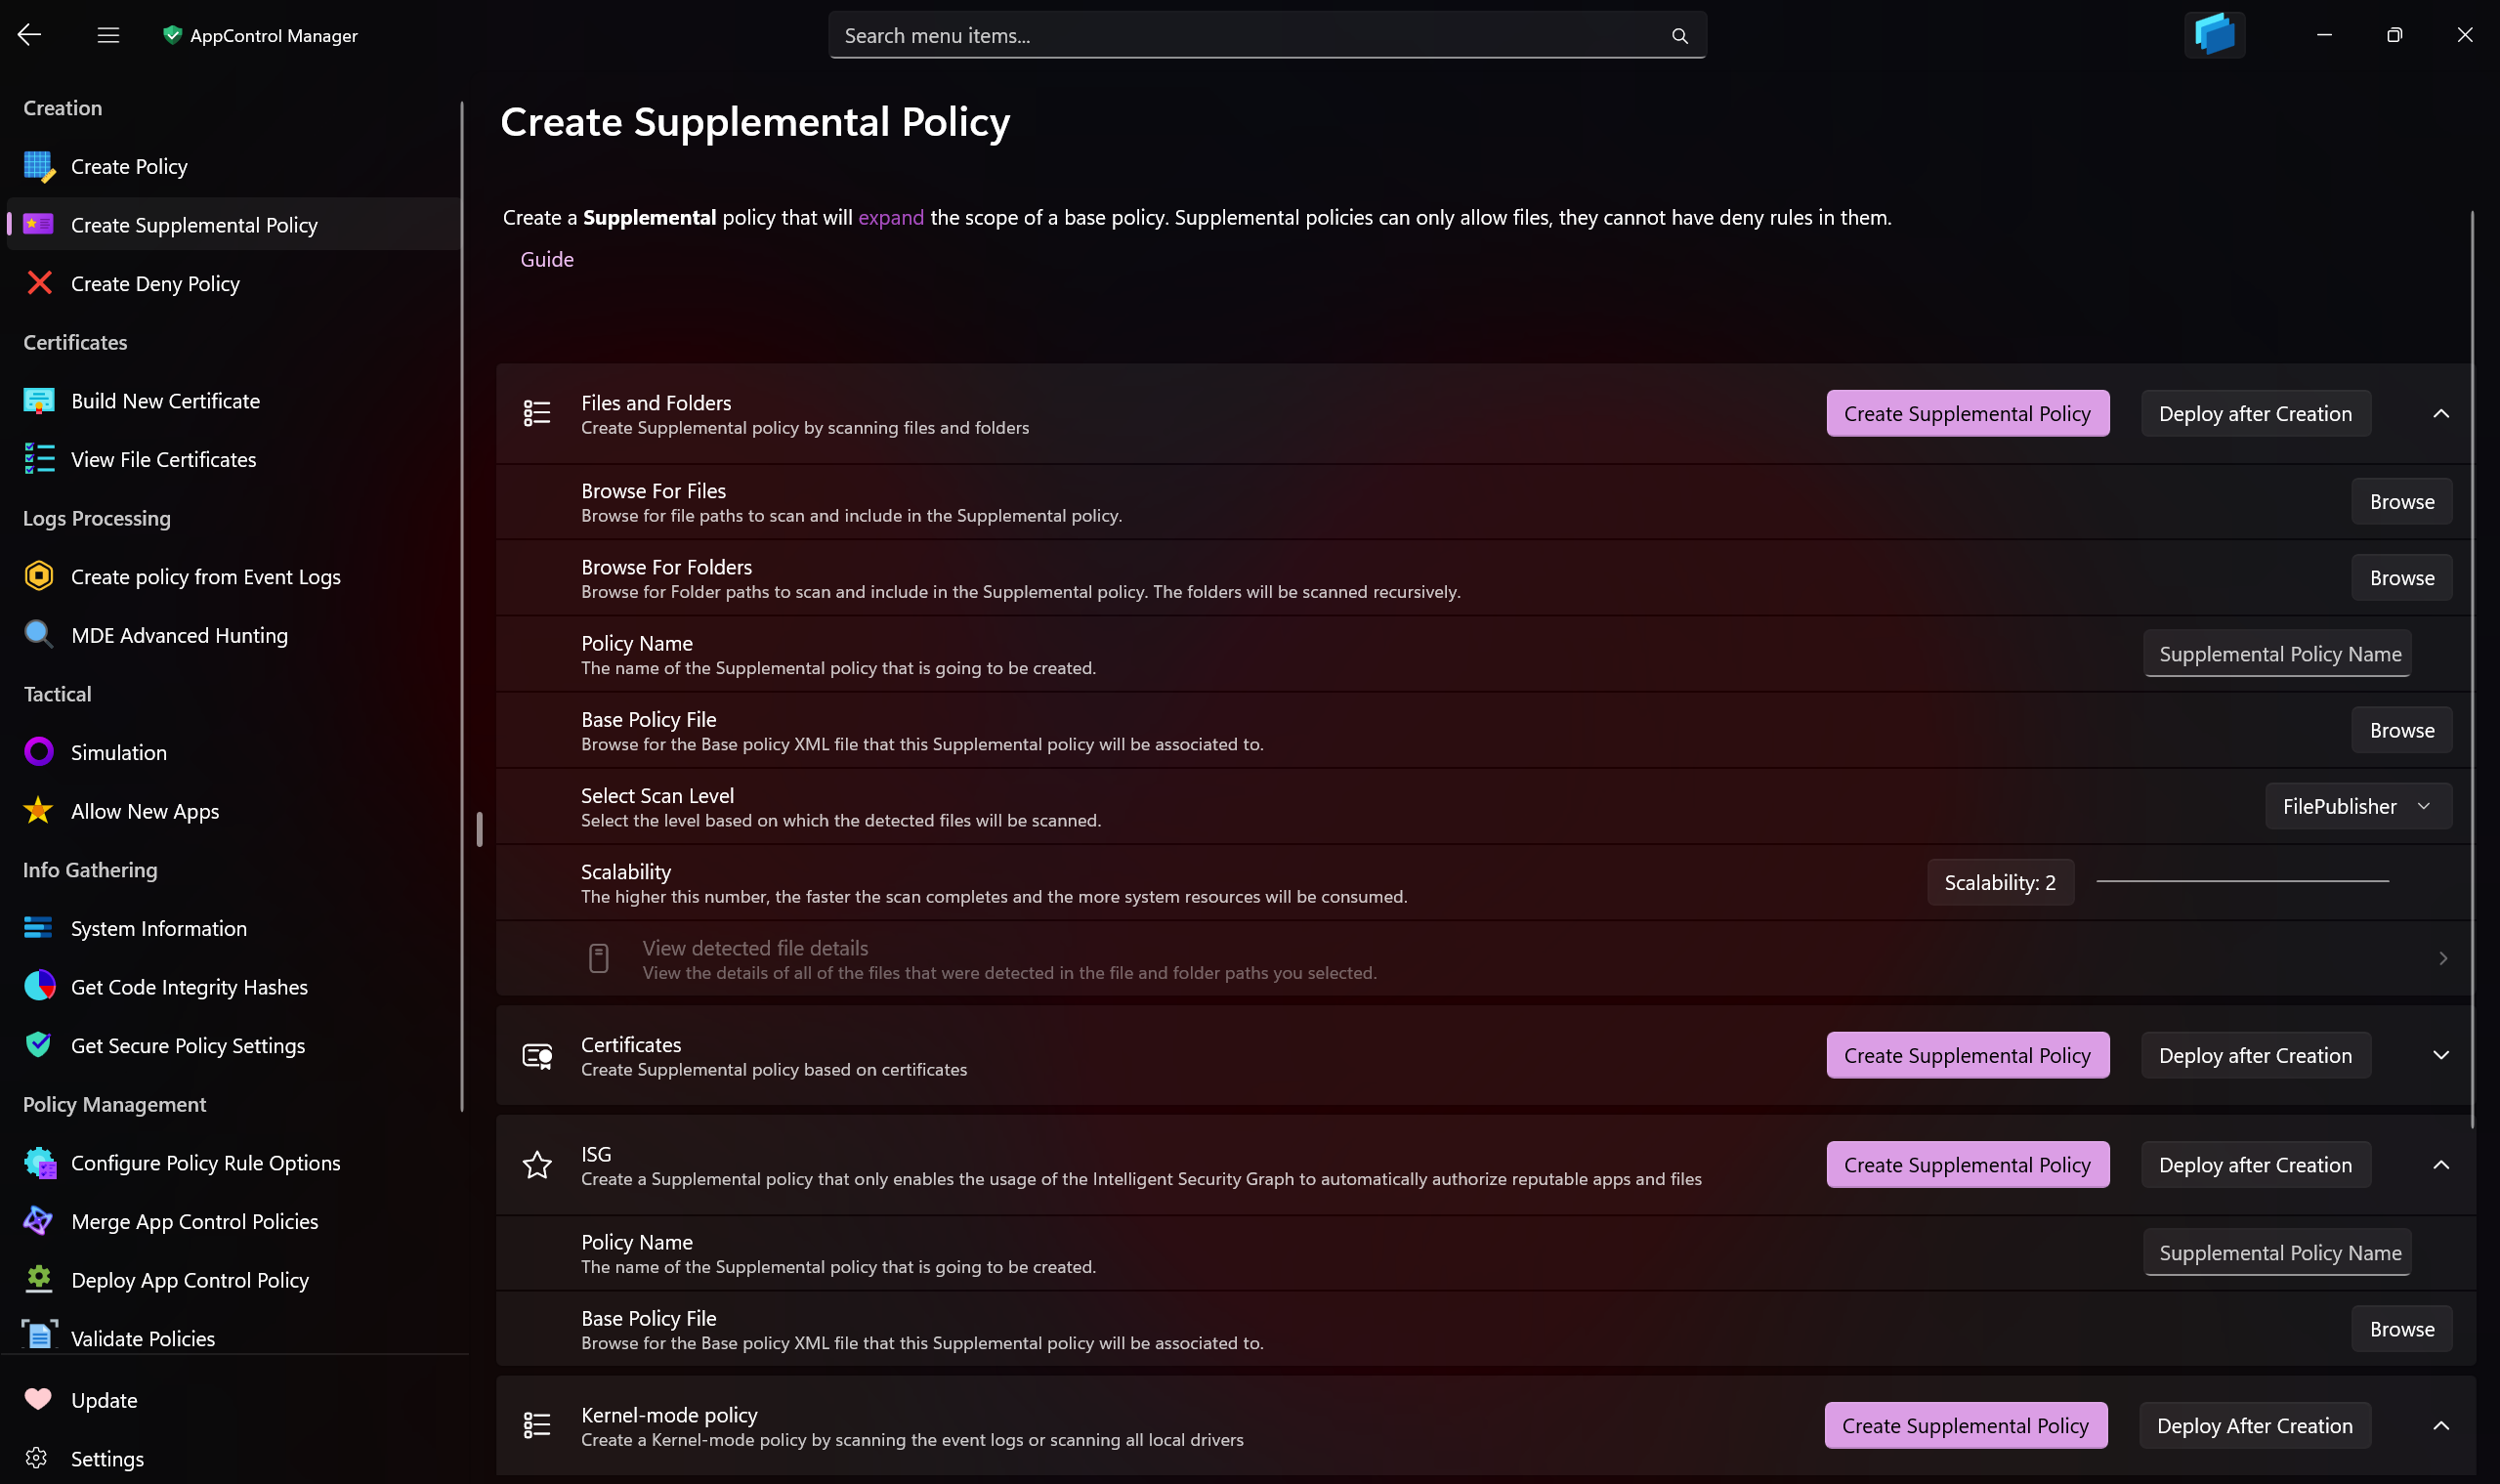 AppControl Manager
Search menu items...
Creation
Create Policy
Create Supplemental Policy
Create Deny Policy
Certificates
Build New Certificate
View File Certificates
Logs Processing
Create policy from Event Logs
MDE Advanced Hunting
Tactical
Simulation
Allow New Apps
Info Gathering
System Information
Get Code Integrity Hashes
Get Secure Policy Settings
Policy Management
Configure Policy Rule Options
Merge App Control Policies
Deploy App Control Policy
Validate Policies
Update
Settings
Create Supplemental Policy
Create a Supplemental policy that will expand the scope of a base policy. Supplemental policies can only allow files, they cannot have deny rules in them.
Guide
Files and Folders
Create Supplemental policy by scanning files and folders
Create Supplemental Policy
Deploy after Creation
Browse For Files
Browse for file paths to scan and include in the Supplemental policy.
Browse
Browse For Folders
Browse for Folder paths to scan and include in the Supplemental policy. The folders will be scanned recursively.
Browse
Policy Name
The name of the Supplemental policy that is going to be created.
Supplemental Policy Name
Base Policy File
Browse for the Base policy XML file that this Supplemental policy will be associated to.
Browse
Select Scan Level
Select the level based on which the detected files will be scanned.
FilePublisher
Scalability
The higher this number, the faster the scan completes and the more system resources will be consumed.
Scalability: 2
View detected file details
View the details of all of the files that were detected in the file and folder paths you selected.
Certificates
Create Supplemental policy based on certificates
Create Supplemental Policy
Deploy after Creation
ISG
Create a Supplemental policy that only enables the usage of the Intelligent Security Graph to automatically authorize reputable apps and files
Create Supplemental Policy
Deploy after Creation
Policy Name
The name of the Supplemental policy that is going to be created.
Supplemental Policy Name
Base Policy File
Browse for the Base policy XML file that this Supplemental policy will be associated to.
Browse
Kernel-mode policy
Create a Kernel-mode policy by scanning the event logs or scanning all local drivers
Create Supplemental Policy
Deploy After Creation